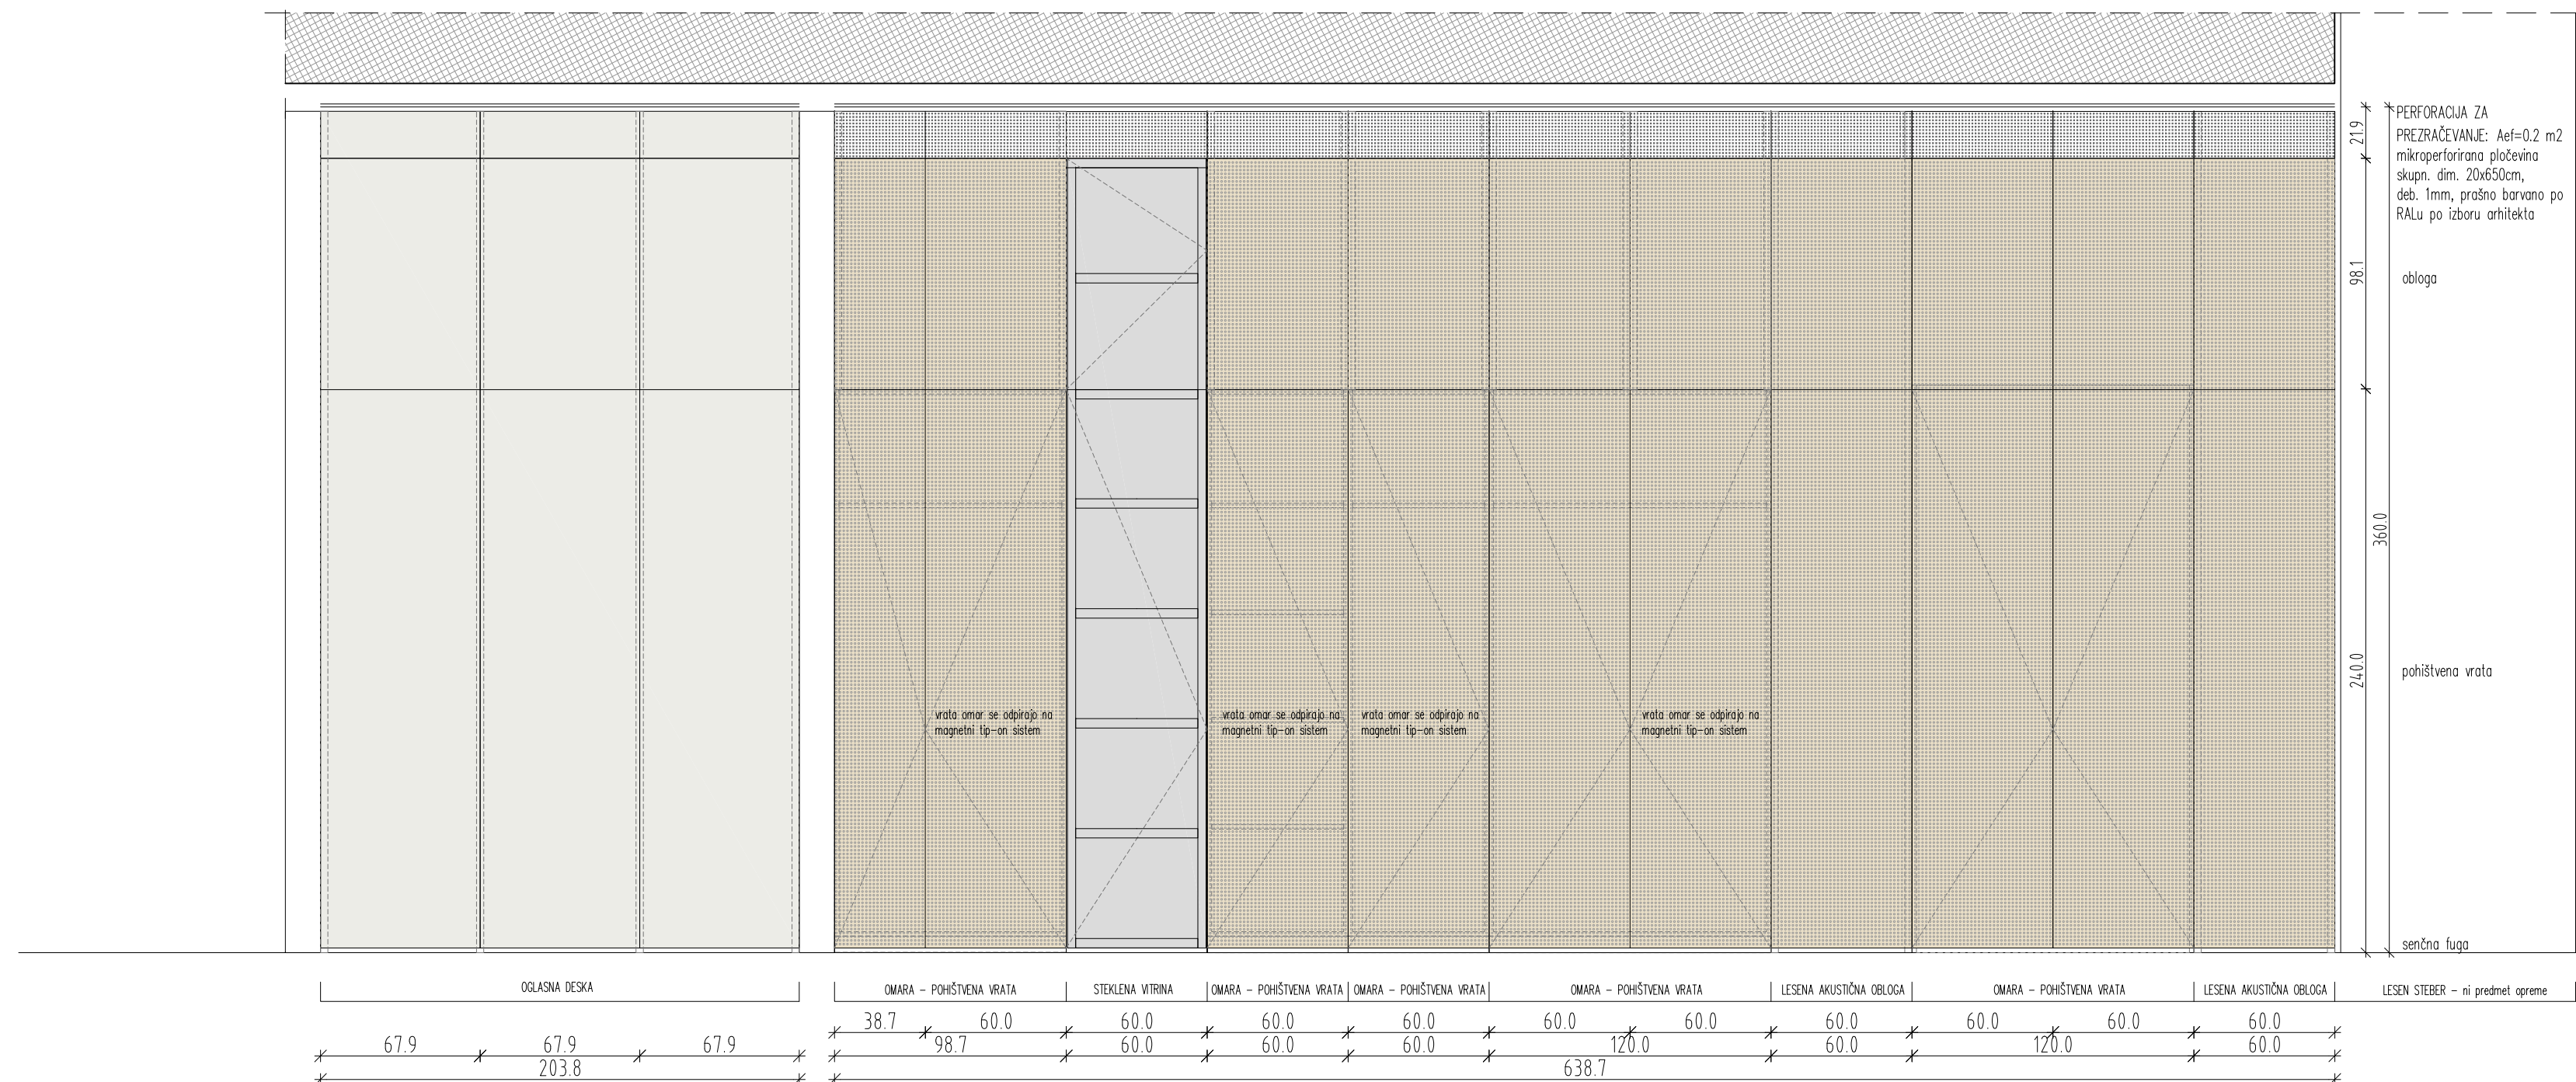 PERFORACIJA ZA
PREZRAČEVANJE: Aef=0.2 m2
mikroperforirana pločevina
skupn. dim. 20x650cm,
deb. 1mm, prašno barvano po
RALu po izboru arhitekta
21.9
98.1
obloga
360.0
240.0
pohištvena vrata
vrata omar se odpirajo na
magnetni tip-on sistem
vrata omar se odpirajo na
magnetni tip-on sistem
vrata omar se odpirajo na
magnetni tip-on sistem
vrata omar se odpirajo na
magnetni tip-on sistem
senčna fuga
OGLASNA DESKA
OMARA - POHIŠTVENA VRATA
STEKLENA VITRINA
OMARA - POHIŠTVENA VRATA
OMARA - POHIŠTVENA VRATA
OMARA - POHIŠTVENA VRATA
LESENA AKUSTIČNA OBLOGA
OMARA - POHIŠTVENA VRATA
LESENA AKUSTIČNA OBLOGA
LESEN STEBER - ni predmet opreme
38.7 60.0 60.0 60.0 60.0 60.0 60.0 60.0 60.0 60.0 60.0
67.9 67.9 67.9 98.7 60.0 60.0 60.0 120.0 60.0 120.0 60.0
203.8 638.7